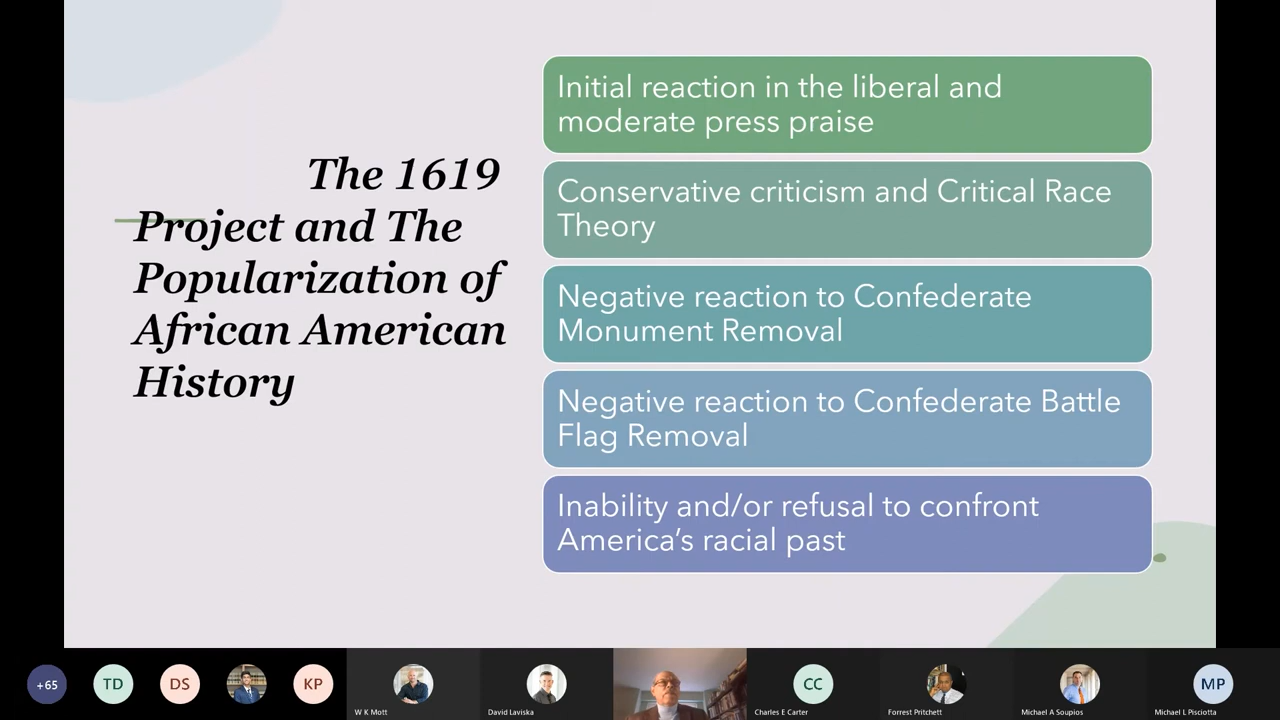 The 1619
Project and The
Popularization of
African American
History
Initial reaction in the liberal and
moderate press praise
Conservative criticism and Critical Race
Theory
Negative reaction to Confederate
Monument Removal
Negative reaction to Confederate Battle
Flag Removal
Inability and/or refusal to confront
America's racial past
+65
TD
DS
KP
W K Mott
David Laviska
CC
Charles E Carter
Forrest Pritchett
Michael A Soupios
MP
Michael L Pisciotta